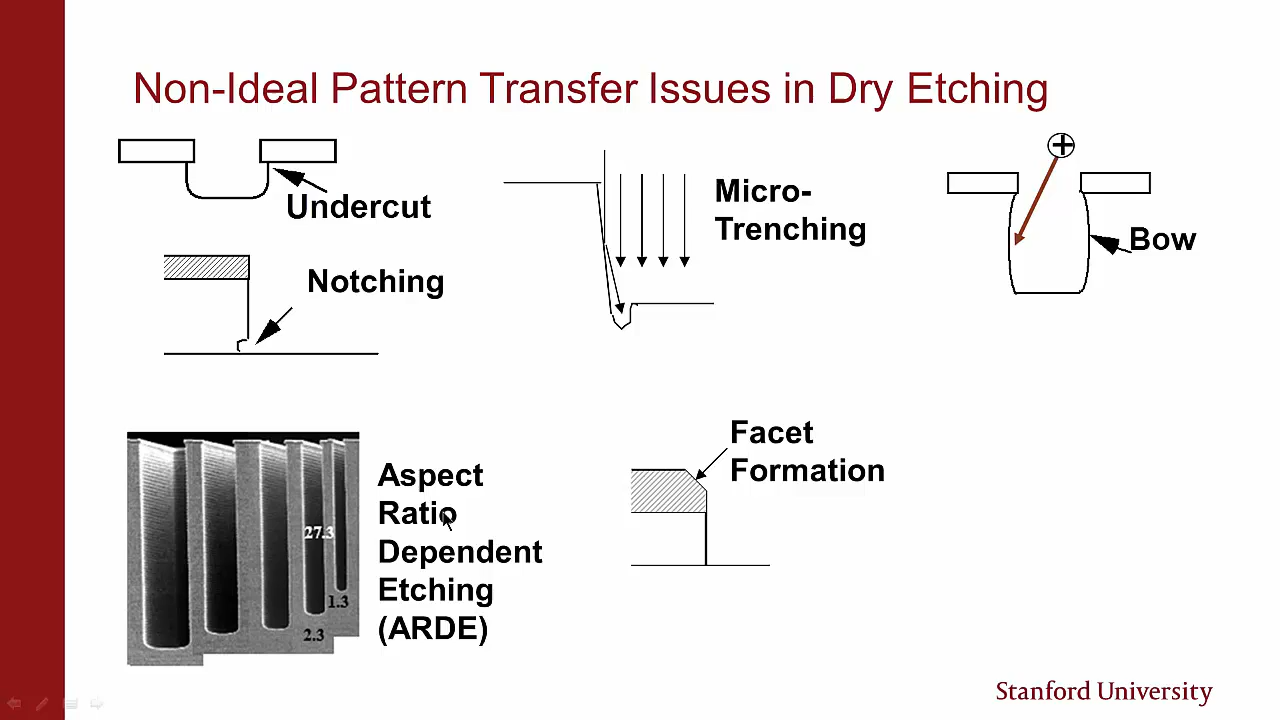 Non-Ideal Pattern Transfer Issues in Dry Etching
Undercut
Notching
Micro-
Trenching
Bow
Aspect
Ratio
Dependent
Etching
(ARDE)
27.3
1.3
2.3
Facet
Formation
Stanford University